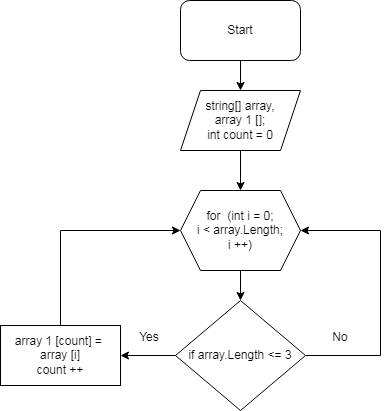 Start
string[] array,
array 1 [];
int count = 0
for  (int i = 0;
i < array.Length;
i ++)
if array.Length <= 3
Yes
No
array 1 [count] =
array [i]
count ++